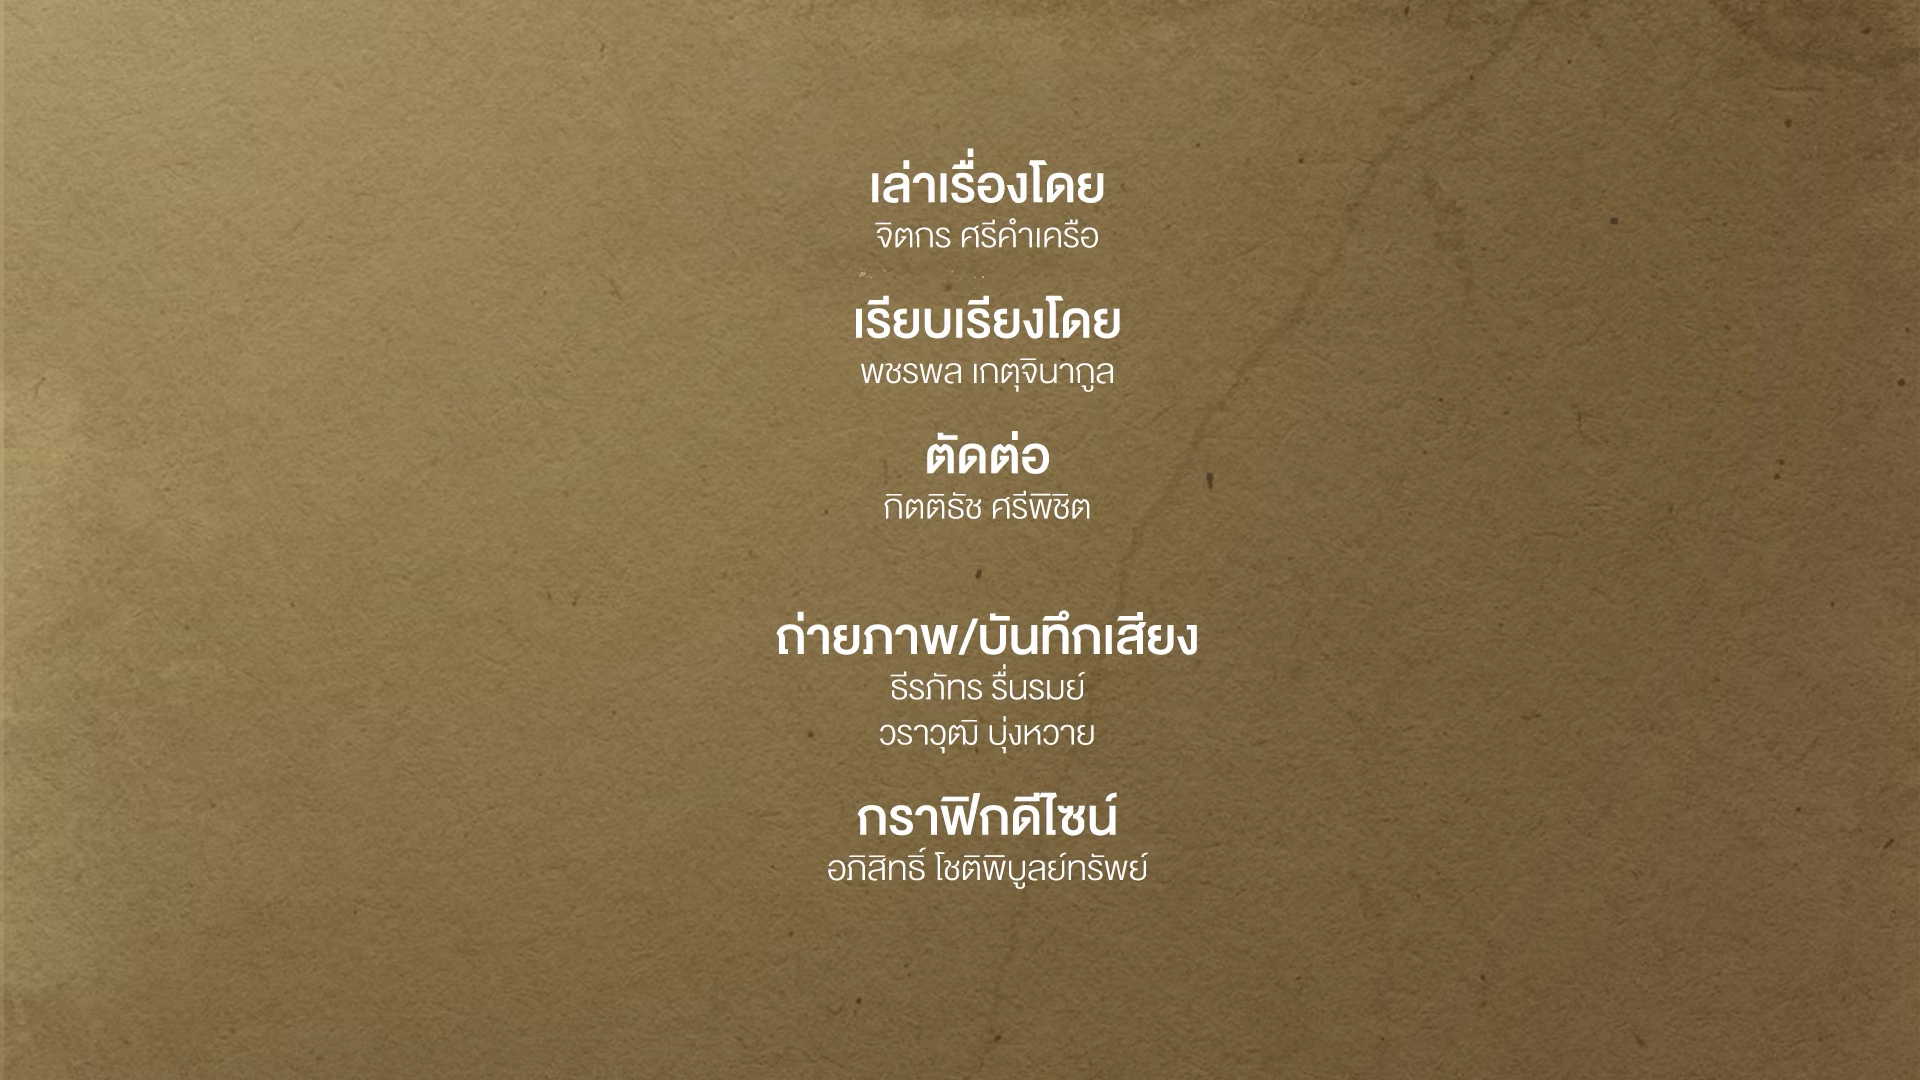 เล่าเรื่องโดย
จิตกร ศรีคำเครือ
เรียบเรียงโดย
พชรพล เกตุจินากูล
ตัดต่อ
กิตติธัช ศรีพิชิต
ถ่ายภาพ/บันทึกเสียง
ธีรภัทร รื่นรมย์
วราวุฒิ บุ่งหวาย
กราฟิกดีไซน์
อภิสิทธิ์ โชติพิบูลย์ทรัพย์